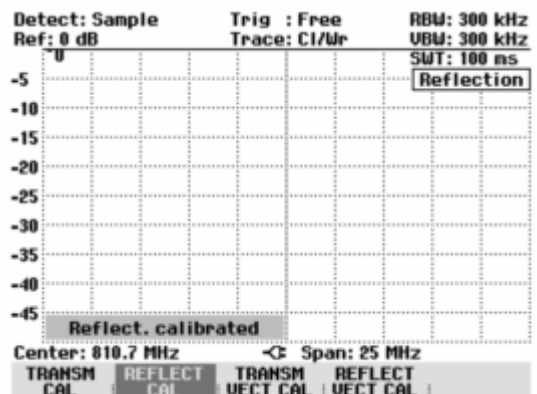 Detect: Sample Trig : Free RBW: 300 kHz
Ref: 0 dB Trace: Cl/Wr VBW: 300 kHz
SWT: 100 ms
Reflection
-5
-10
-15
-20
-25
-30
-35
-40
-45
Reflect. calibrated
Center: 810.7 MHz Span: 25 MHz
TRANSM REFLECT TRANSM REFLECT
CAL CAL VECT CAL VECT CAL